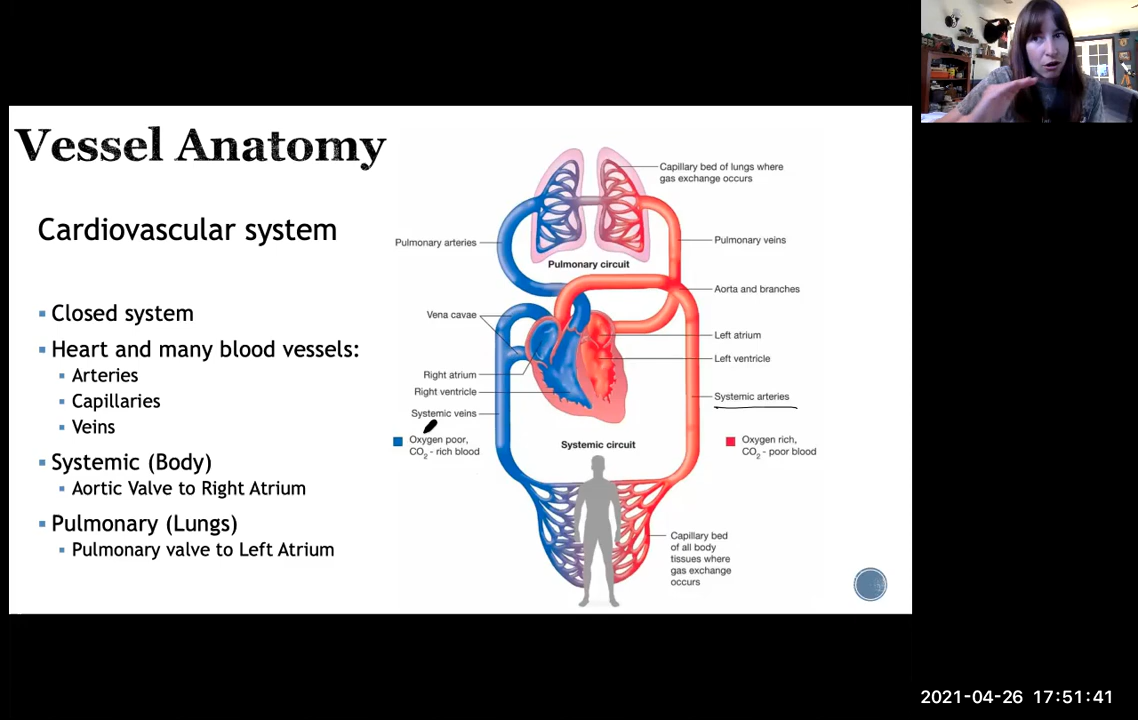 Vessel Anatomy
Cardiovascular system
▪ Closed system
▪ Heart and many blood vessels:
▪ Arteries
▪ Capillaries
▪ Veins
▪ Systemic (Body)
▪ Aortic Valve to Right Atrium
▪ Pulmonary (Lungs)
▪ Pulmonary valve to Left Atrium
Capillary bed of lungs where
gas exchange occurs
Pulmonary arteries
Pulmonary veins
Pulmonary circuit
Aorta and branches
Vena cavae
Left atrium
Left ventricle
Right atrium
Right ventricle
Systemic arteries
Systemic veins
Oxygen poor,
CO2 - rich blood
Systemic circuit
Oxygen rich,
CO2 - poor blood
Capillary bed
of all body
tissues where
gas exchange
occurs
2021-04-26 17:51:41